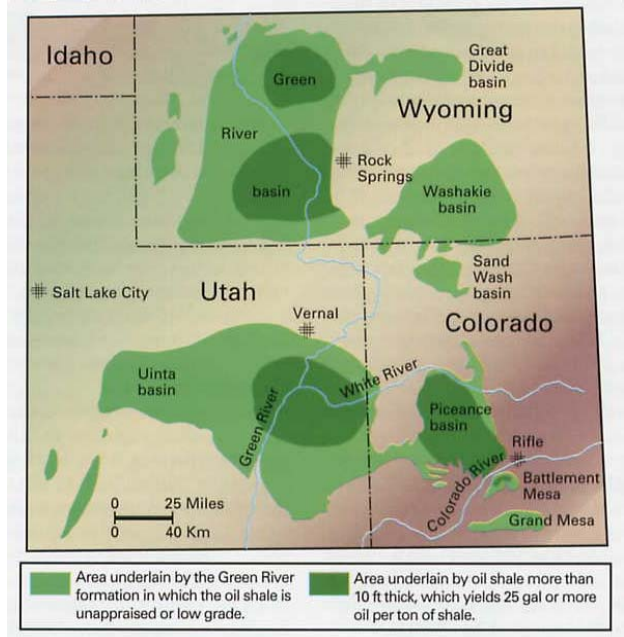 Idaho
Green
Great
Divide
basin
Wyoming
River
Rock
Springs
basin
Washakie
basin
Salt Lake City
Utah
Sand
Wash
basin
Vernal
Colorado
Uinta
basin
White River
Green River
Piceance
basin
Rifle
Colorado River
Battlement
Mesa
Grand Mesa
0 25 Miles
0 40 Km
Area underlain by the Green River
formation in which the oil shale is
unappraised or low grade.
Area underlain by oil shale more than
10 ft thick, which yields 25 gal or more
oil per ton of shale.